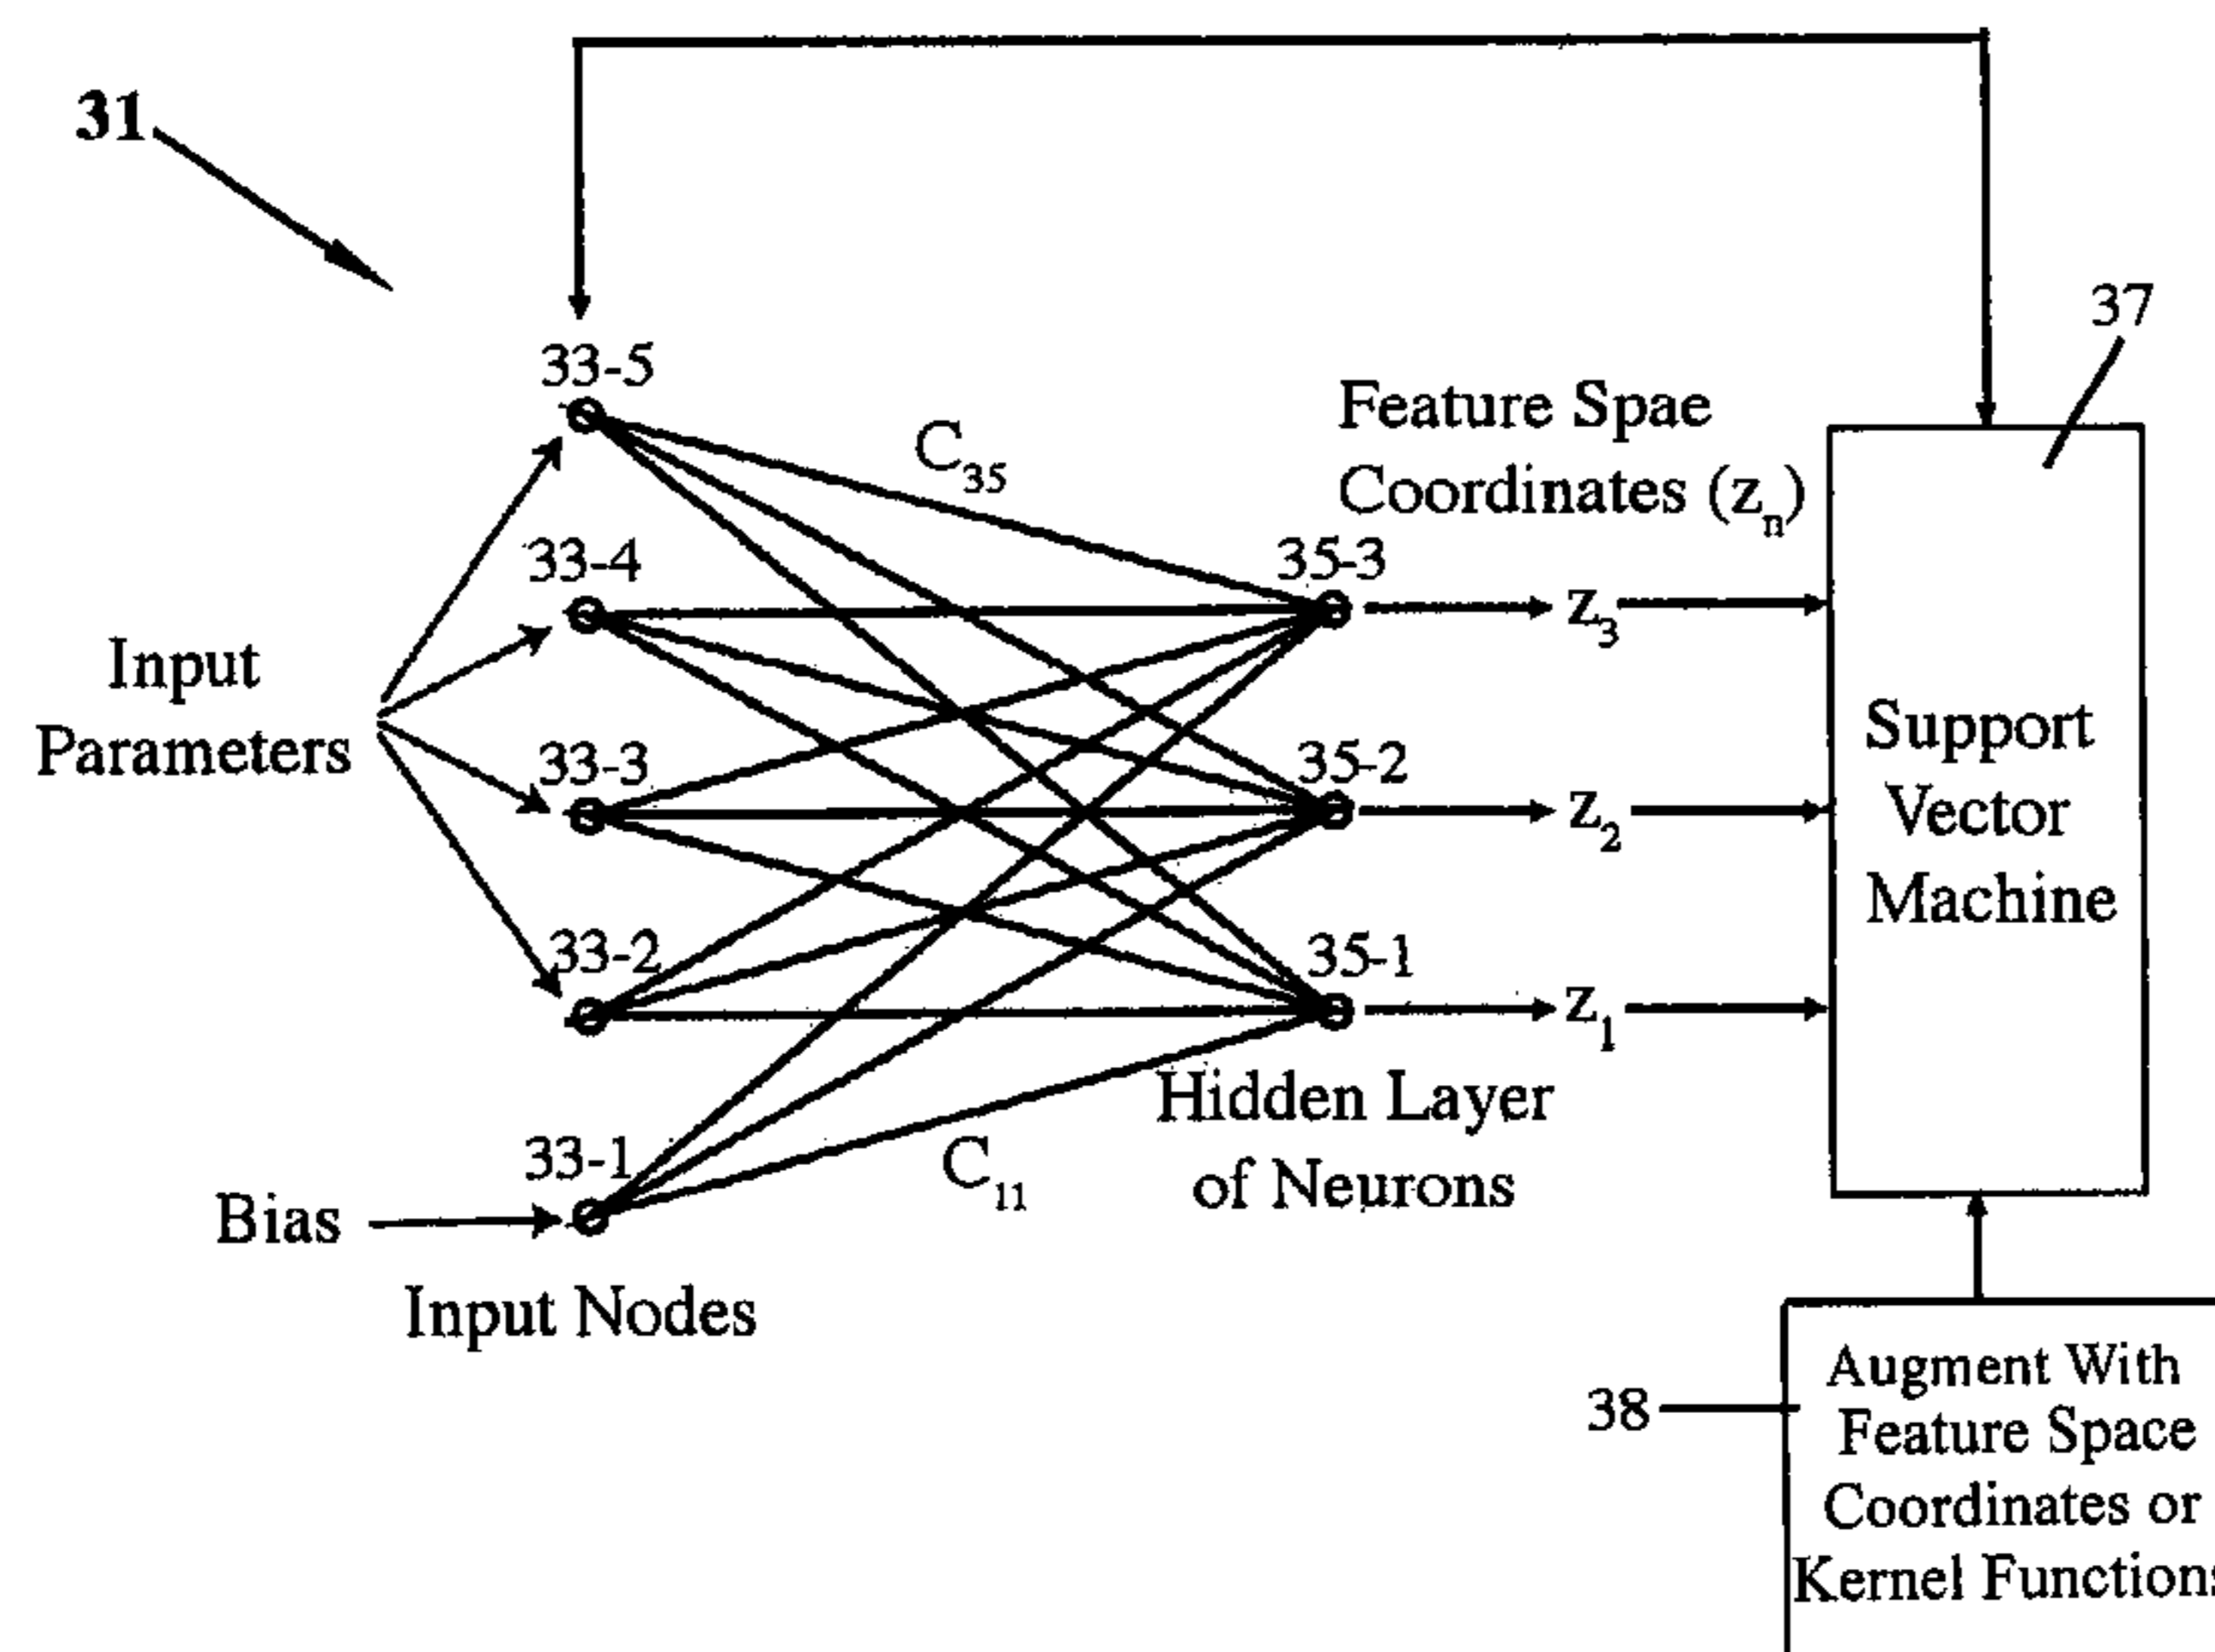 31
37
33-5
C35
Feature Spae
Coordinates (zn)
33-4
35-3
z3
Input
Parameters
33-3
35-2
z2
Support
Vector
Machine
33-2
35-1
z1
Hidden Layer
of Neurons
33-1
C11
Bias
Input Nodes
38
Augment With
Feature Space
Coordinates or
Kernel Functions